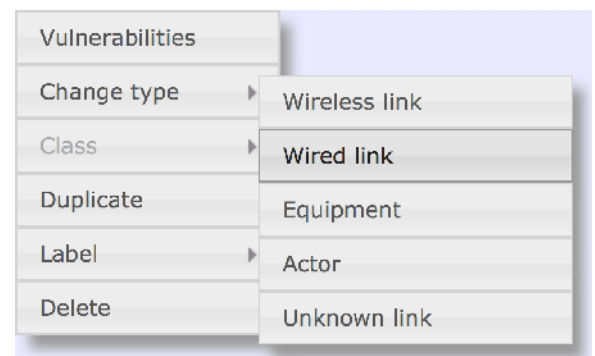 Vulnerabilities
Change type
Class
Duplicate
Label
Delete
Wireless link
Wired link
Equipment
Actor
Unknown link